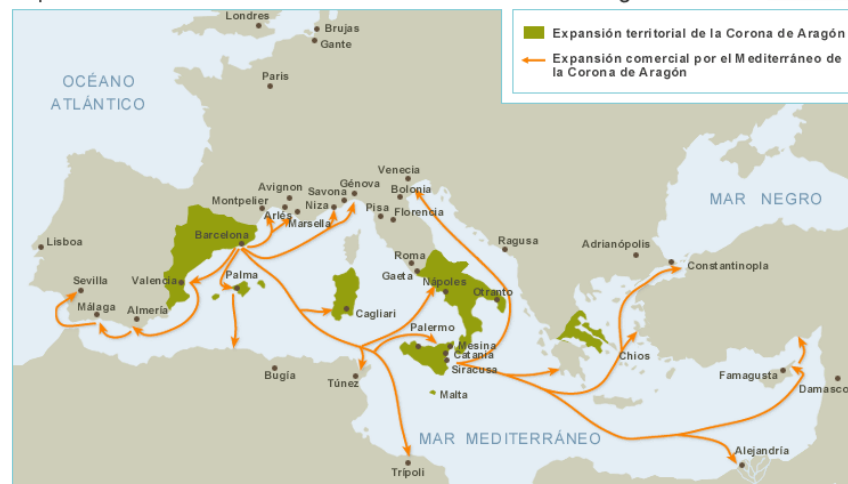 Londres
Brujas
Gante
Expansión territorial de la Corona de Aragón
Expansión comercial por el Mediterráneo de
la Corona de Aragón
París
OCÉANO
ATLÁNTICO
Venecia
Bolonia
Génova
Savona
Avignon
Montpelier
Arlés
Niza
Marsella
Pisa
Florencia
MAR NEGRO
Barcelona
Lisboa
Roma
Gaeta
Ragusa
Adrianópolis
Constantinopla
Sevilla
Valencia
Palma
Nápoles
Otranto
Málaga
Almería
Cagliari
Palermo
Mesina
Catania
Siracusa
Chios
Bugía
Túnez
Malta
Famagusta
Damasco
MAR MEDITERRÁNEO
Trípoli
Alejandría